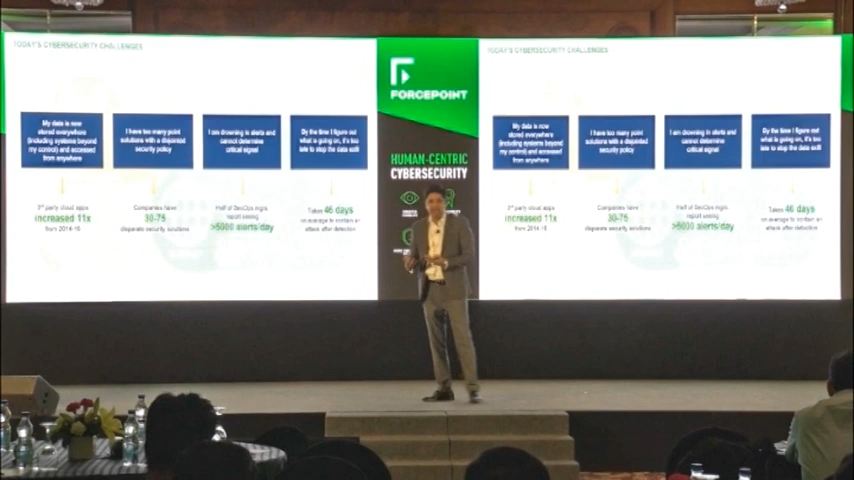 TODAY'S CYBERSECURITY CHALLENGES
My data is now
stored everywhere
(including systems beyond
my control) and accessed
from anywhere
I have too many point
solutions with a disjointed
security policy
I am drowning in alerts and
cannot determine
critical signal
By the time I figure out
what is going on, it's too
late to stop the data exfil
3rd party cloud apps
increased 11x
from 2014-16
Companies have
30-75
disparate security solutions
Half of SecOps mgrs
report seeing
>5000 alerts/day
Takes 46 days
on average to contain an
attack after detection
FORCEPOINT
HUMAN-CENTRIC
CYBERSECURITY
TODAY'S CYBERSECURITY CHALLENGES
My data is now
stored everywhere
(including systems beyond
my control) and accessed
from anywhere
I have too many point
solutions with a disjointed
security policy
I am drowning in alerts and
cannot determine
critical signal
By the time I figure out
what is going on, it's too
late to stop the data exfil
3rd party cloud apps
increased 11x
from 2014-16
Companies have
30-75
disparate security solutions
Half of SecOps mgrs
report seeing
>5000 alerts/day
Takes 46 days
on average to contain an
attack after detection